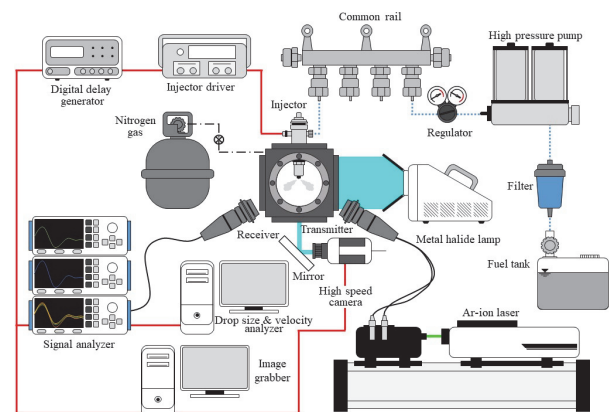 Common rail
High pressure pump
Digital delay
generator
Injector driver
Injector
Nitrogen
gas
Regulator
Filter
Receiver
Transmitter
Metal halide lamp
Mirror
Fuel tank
High speed
camera
Drop size & velocity
analyzer
Ar-ion laser
Signal analyzer
Image
grabber